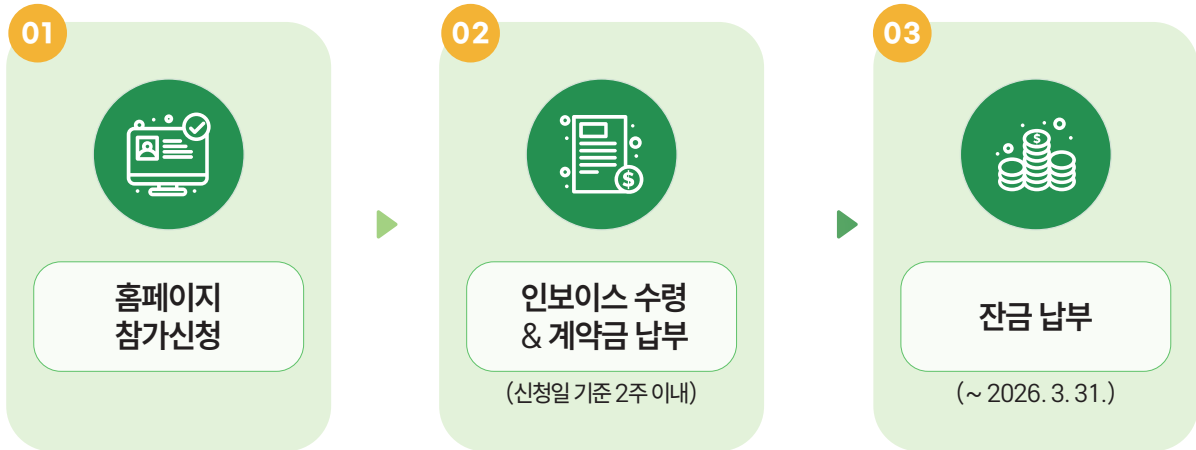 01
홈페이지
참가신청
02
인보이스 수령
& 계약금 납부
(신청일 기준 2주 이내)
03
잔금 납부
(~ 2026. 3. 31.)